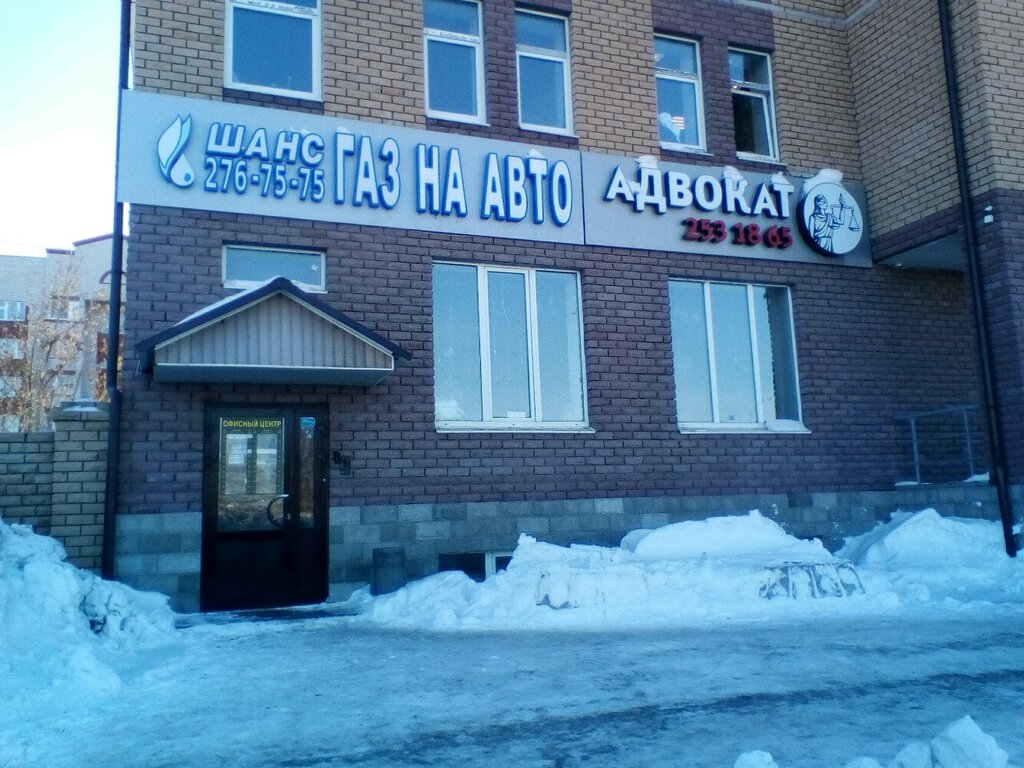 ШАНС
276-75-75
ГАЗ НА АВТО
АДВОКАТ
253 18 65
ОФИСНЫЙ ЦЕНТР